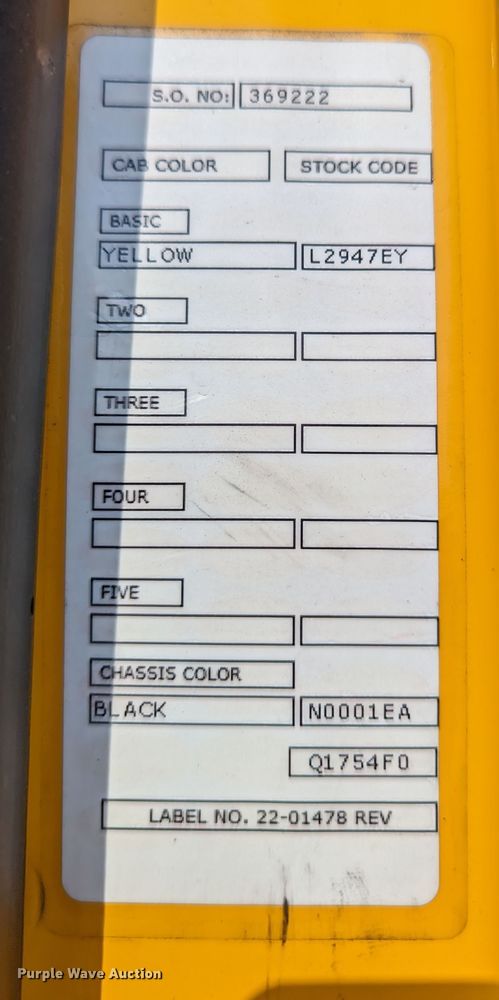 S.O. NO: 369222
CAB COLOR STOCK CODE
BASIC
YELLOW L2947EY
TWO
THREE
FOUR
FIVE
CHASSIS COLOR
BLACK N0001EA
Q1754F0
LABEL NO. 22-01478 REV
Purple Wave Auction